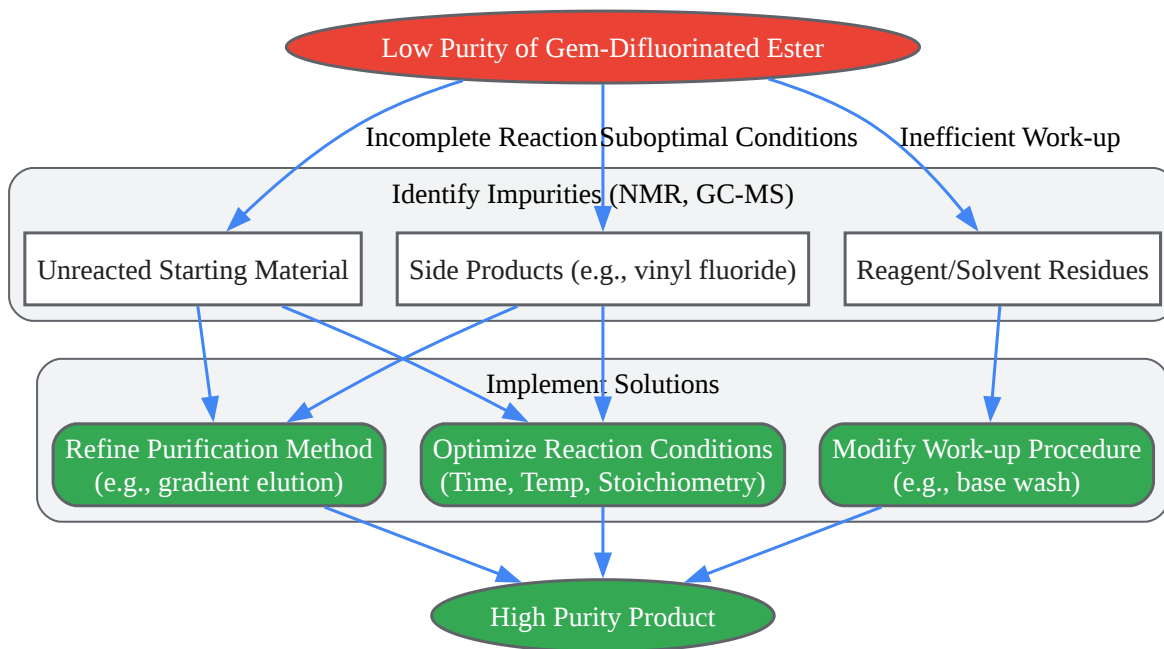 Low Purity of Gem-Difluorinated Ester
Incomplete Reaction
Suboptimal Conditions
Inefficient Work-up
Identify Impurities (NMR, GC-MS)
Unreacted Starting Material
Side Products (e.g., vinyl fluoride)
Reagent/Solvent Residues
Implement Solutions
Refine Purification Method
(e.g., gradient elution)
Optimize Reaction Conditions
(Time, Temp, Stoichiometry)
Modify Work-up Procedure
(e.g., base wash)
High Purity Product